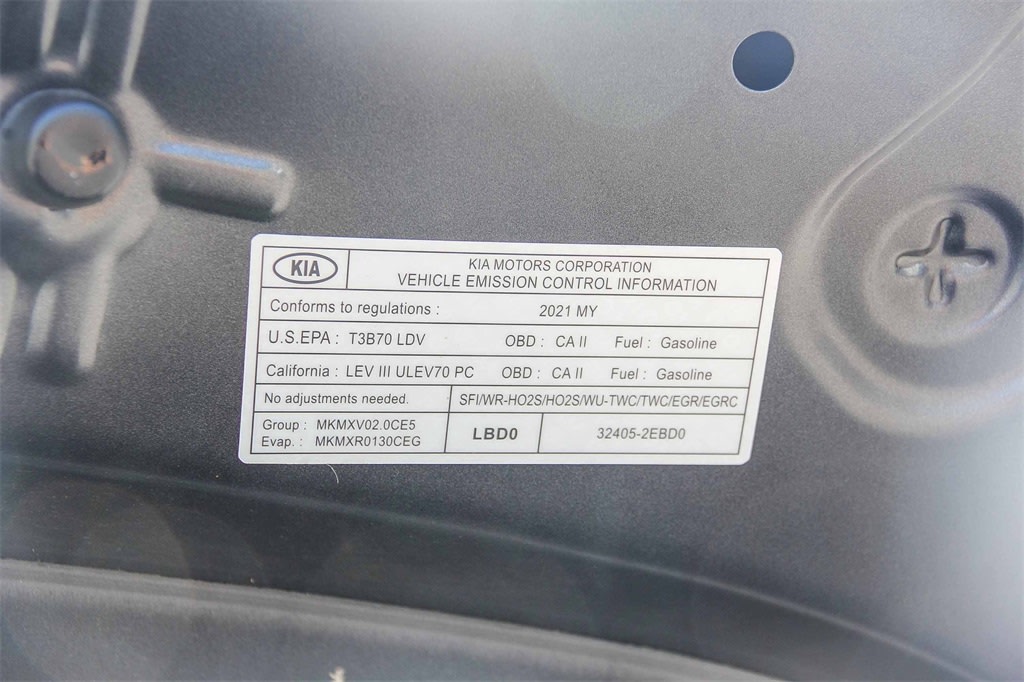 KIA
KIA MOTORS CORPORATION
VEHICLE EMISSION CONTROL INFORMATION
Conforms to regulations : 2021 MY
U.S.EPA : T3B70 LDV OBD : CA II Fuel : Gasoline
California : LEV III ULEV70 PC OBD : CA II Fuel : Gasoline
No adjustments needed. SFI/WR-HO2S/HO2S/WU-TWC/TWC/EGR/EGRC
Group : MKMXV02.0CE5
Evap. : MKMXR0130CEG
LBD0
32405-2EBD0